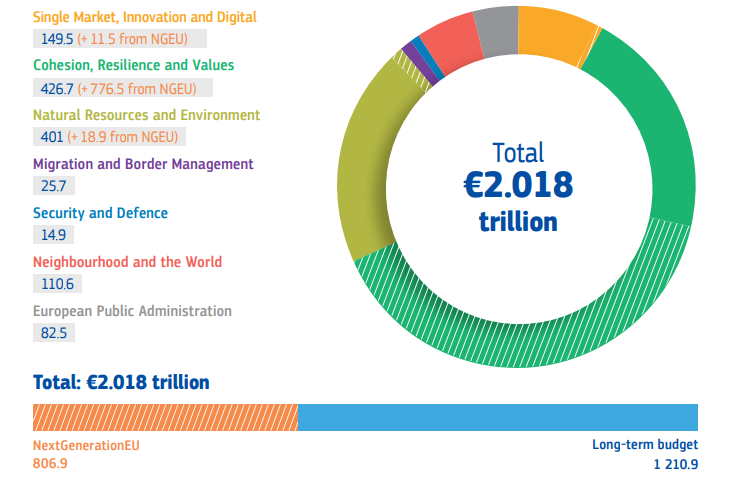 Single Market, Innovation and Digital
149.5 (+ 11.5 from NGEU)
Cohesion, Resilience and Values
426.7 (+ 776.5 from NGEU)
Natural Resources and Environment
401 (+ 18.9 from NGEU)
Migration and Border Management
25.7
Security and Defence
14.9
Neighbourhood and the World
110.6
European Public Administration
82.5
Total
€2.018
trillion
Total: €2.018 trillion
NextGenerationEU
806.9
Long-term budget
1 210.9